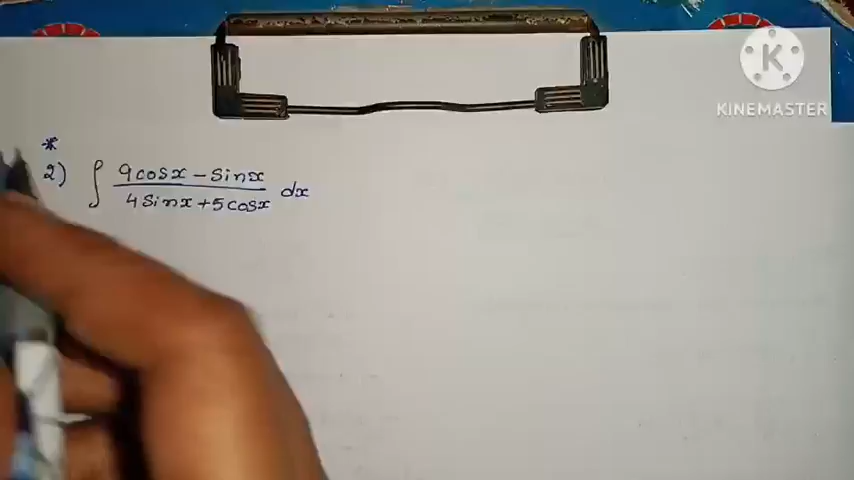 K
KINEMASTER
*
2) ∫ 9cosx - Sinx
4Sinx + 5cosx dx